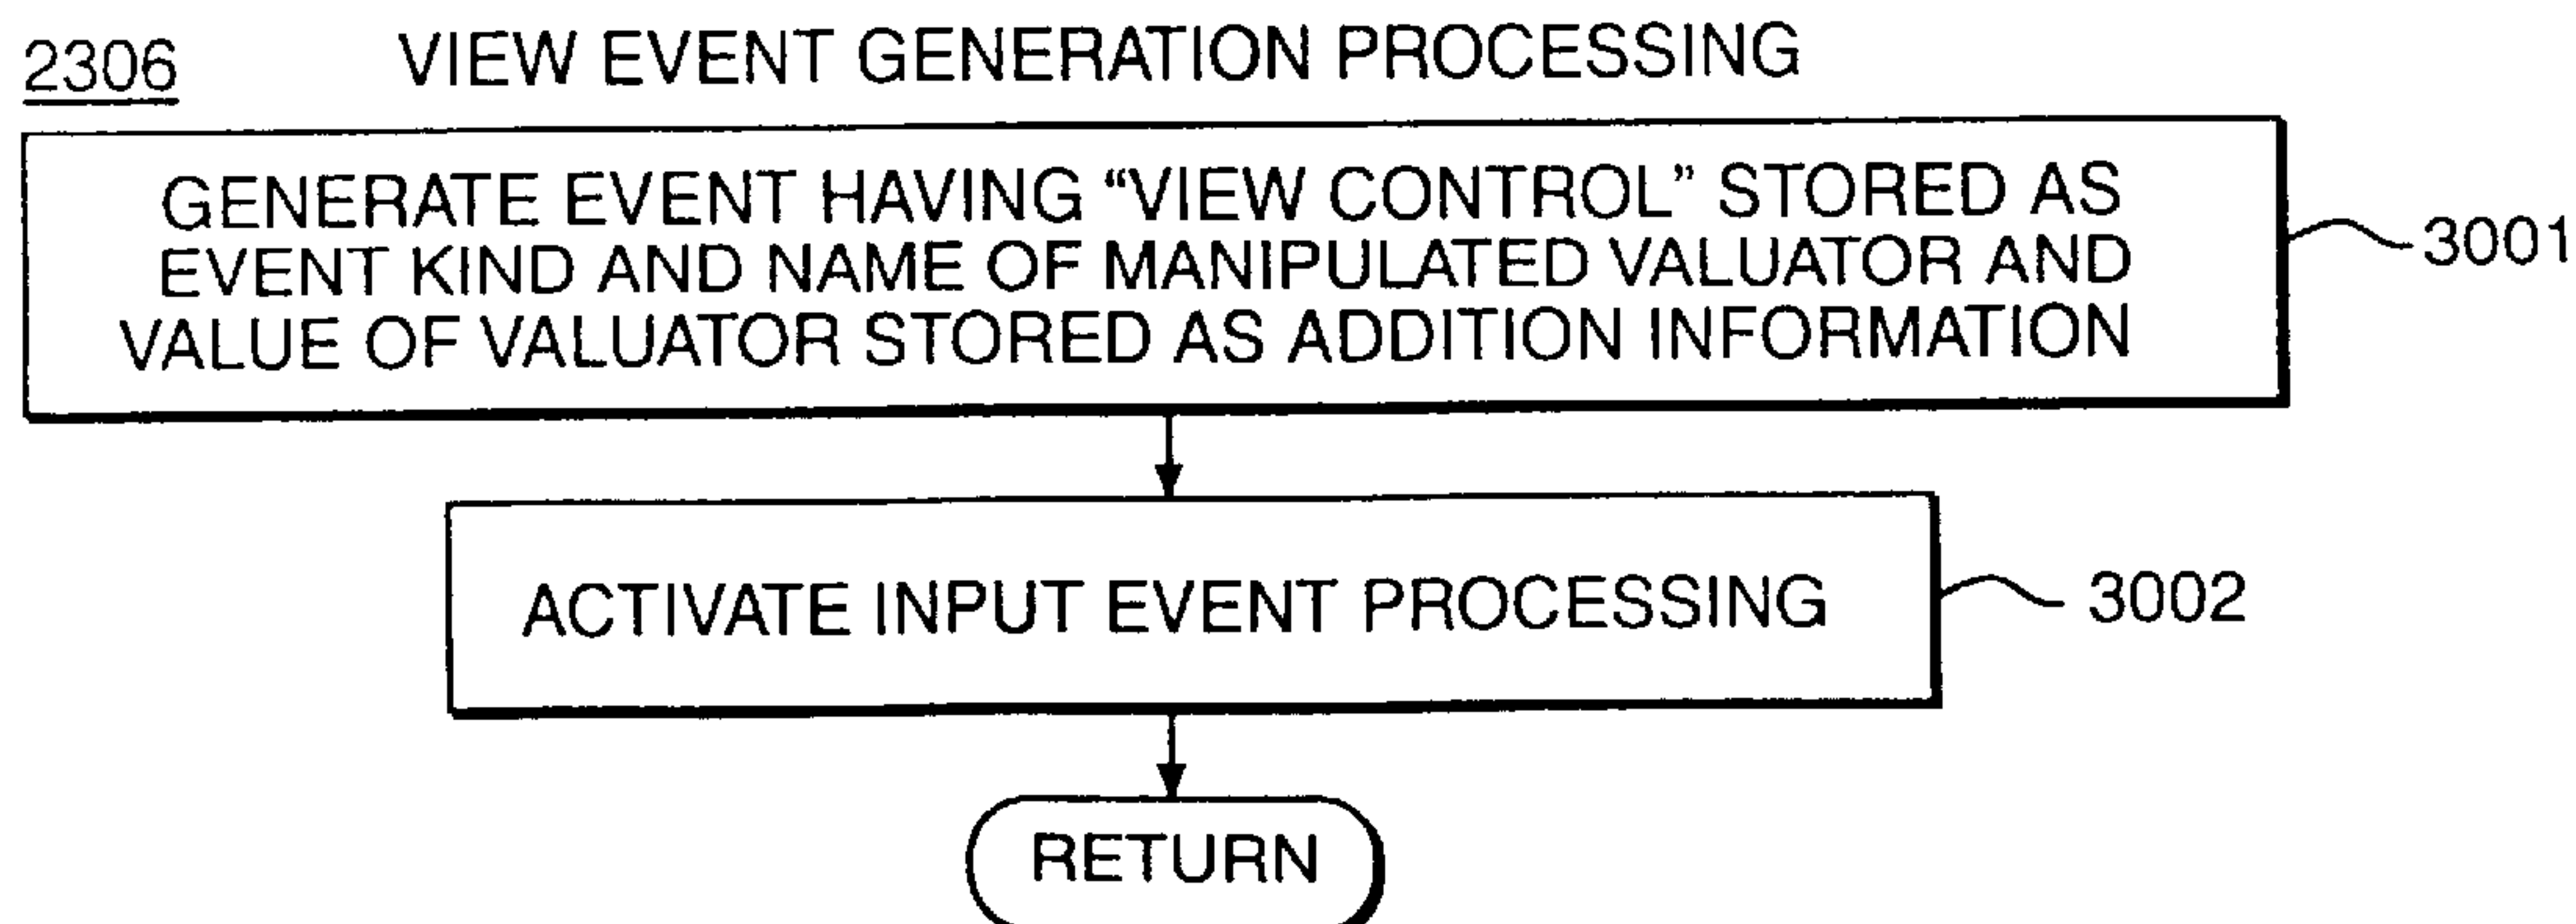 2306 VIEW EVENT GENERATION PROCESSING
GENERATE EVENT HAVING “VIEW CONTROL” STORED AS
EVENT KIND AND NAME OF MANIPULATED VALUATOR AND
VALUE OF VALUATOR STORED AS ADDITION INFORMATION
3001
ACTIVATE INPUT EVENT PROCESSING
3002
RETURN